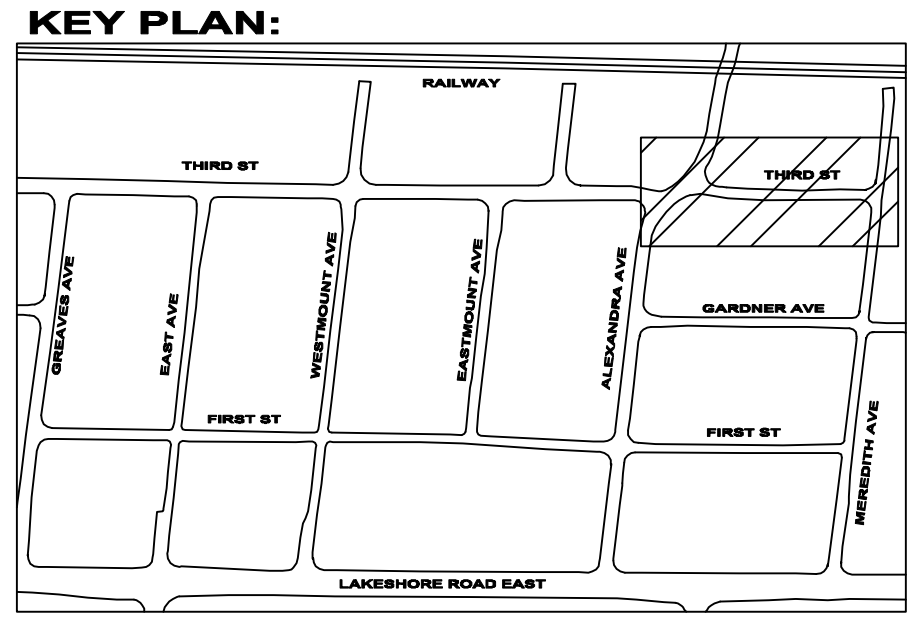 KEY PLAN:
RAILWAY
THIRD ST
THIRD ST
GREAVES AVE
EAST AVE
WESTMOUNT AVE
EASTMOUNT AVE
ALEXANDRA AVE
GARDNER AVE
FIRST ST
FIRST ST
MEREDITH AVE
LAKESHORE ROAD EAST